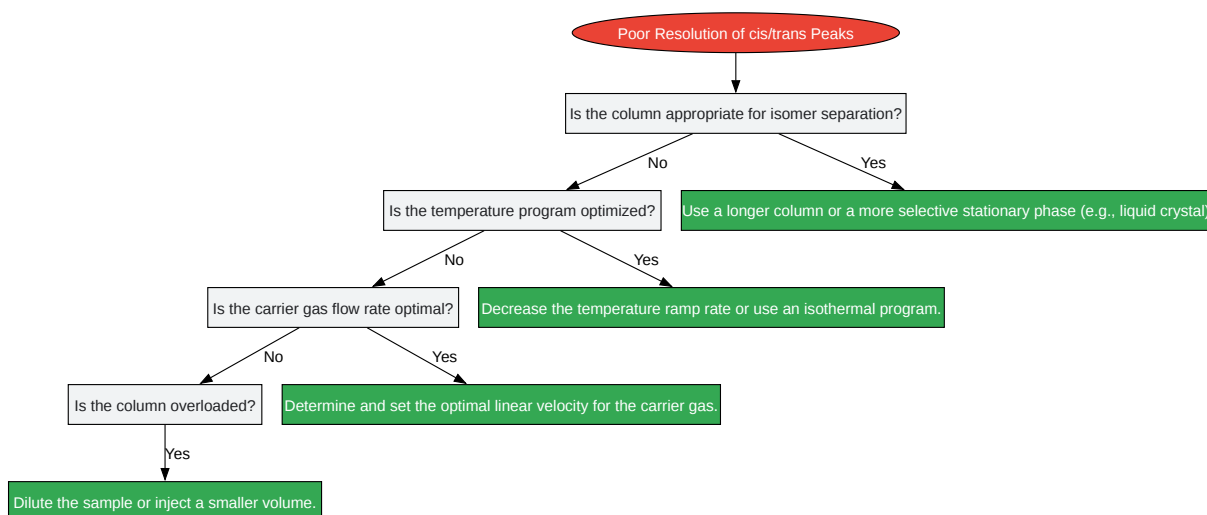 Poor Resolution of cis/trans Peaks
Is the column appropriate for isomer separation?
No
Yes
Is the temperature program optimized?
Use a longer column or a more selective stationary phase (e.g., liquid crystal)
No
Yes
Is the carrier gas flow rate optimal?
Decrease the temperature ramp rate or use an isothermal program.
No
Yes
Is the column overloaded?
Determine and set the optimal linear velocity for the carrier gas.
Yes
Dilute the sample or inject a smaller volume.